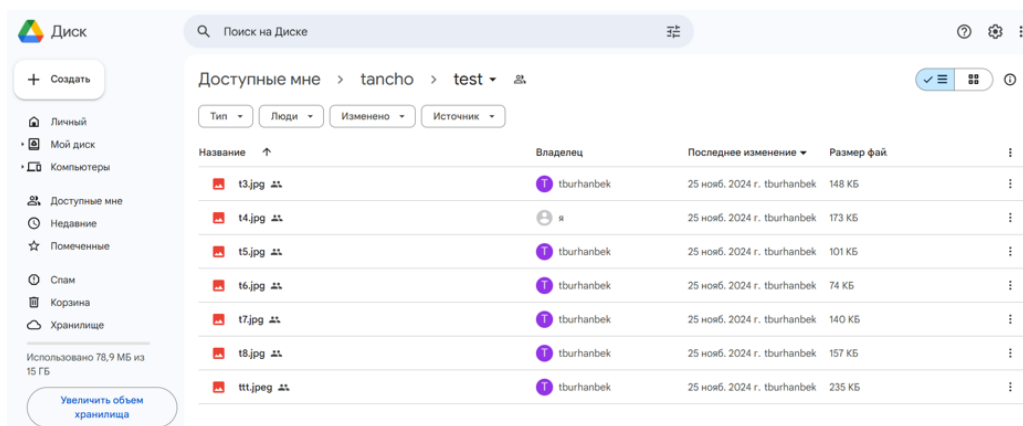 Диск
Поиск на Диске
Создать
Личный
Мой диск
Компьютеры
Доступные мне
Недавние
Помеченные
Спам
Корзина
Хранилище
Использовано 78,9 МБ из
15 ГБ
Увеличить объем
хранилища
Доступные мне > tancho > test
Тип Люди Изменено Источник
Название Владелец Последнее изменение Размер фай
t3.jpg T tburhanbek 25 нояб. 2024 г. tburhanbek 148 КБ
t4.jpg я 25 нояб. 2024 г. tburhanbek 173 КБ
t5.jpg T tburhanbek 25 нояб. 2024 г. tburhanbek 101 КБ
t6.jpg T tburhanbek 25 нояб. 2024 г. tburhanbek 74 КБ
t7.jpg T tburhanbek 25 нояб. 2024 г. tburhanbek 140 КБ
t8.jpg T tburhanbek 25 нояб. 2024 г. tburhanbek 157 КБ
ttt.jpeg T tburhanbek 25 нояб. 2024 г. tburhanbek 235 КБ